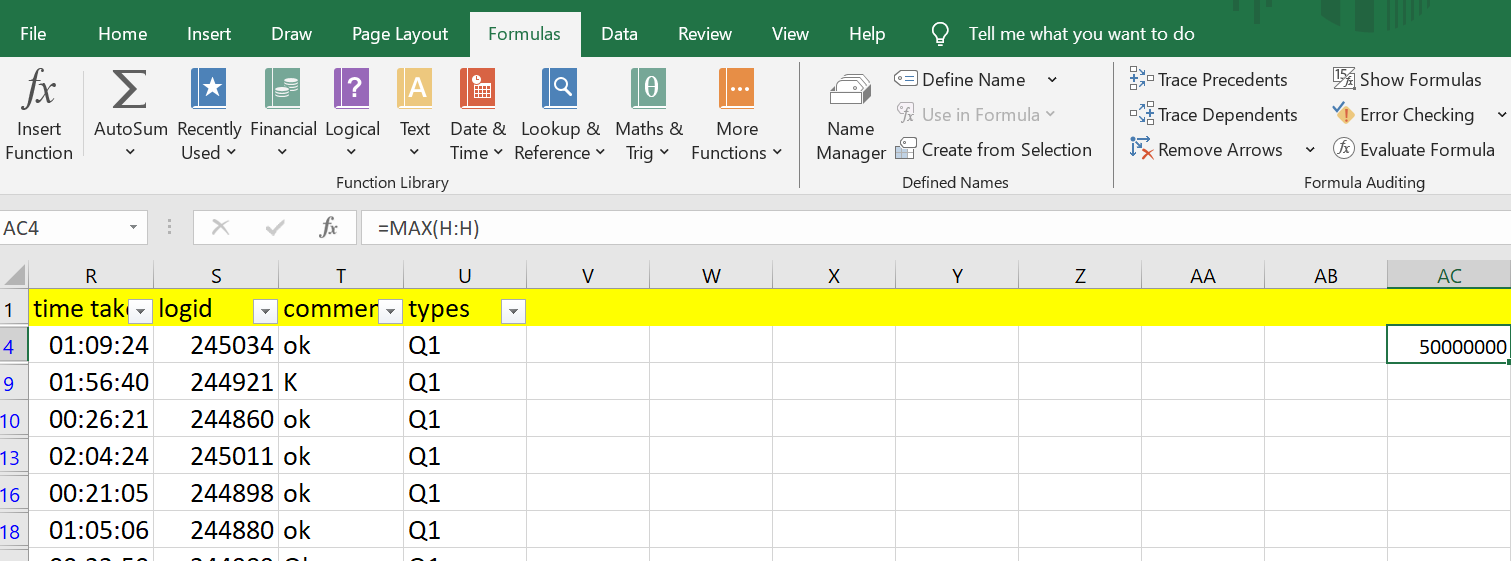 File Home Insert Draw Page Layout Formulas Data Review View Help Tell me what you want to do
fx Σ ? A θ ... Define Name Trace Precedents Show Formulas
Insert Function AutoSum Recently Used Financial Logical Text Date & Time Lookup & Reference Maths & Trig More Functions Name Manager Use in Formula Trace Dependents Error Checking
Create from Selection Remove Arrows Evaluate Formula
Function Library Defined Names Formula Auditing
AC4 fx =MAX(H:H)
R S T U V W X Y Z AA AB AC
1 time tak logid commer types
4 01:09:24 245034 ok Q1 50000000
9 01:56:40 244921 K Q1
10 00:26:21 244860 ok Q1
13 02:04:24 245011 ok Q1
16 00:21:05 244898 ok Q1
18 01:05:06 244880 ok Q1